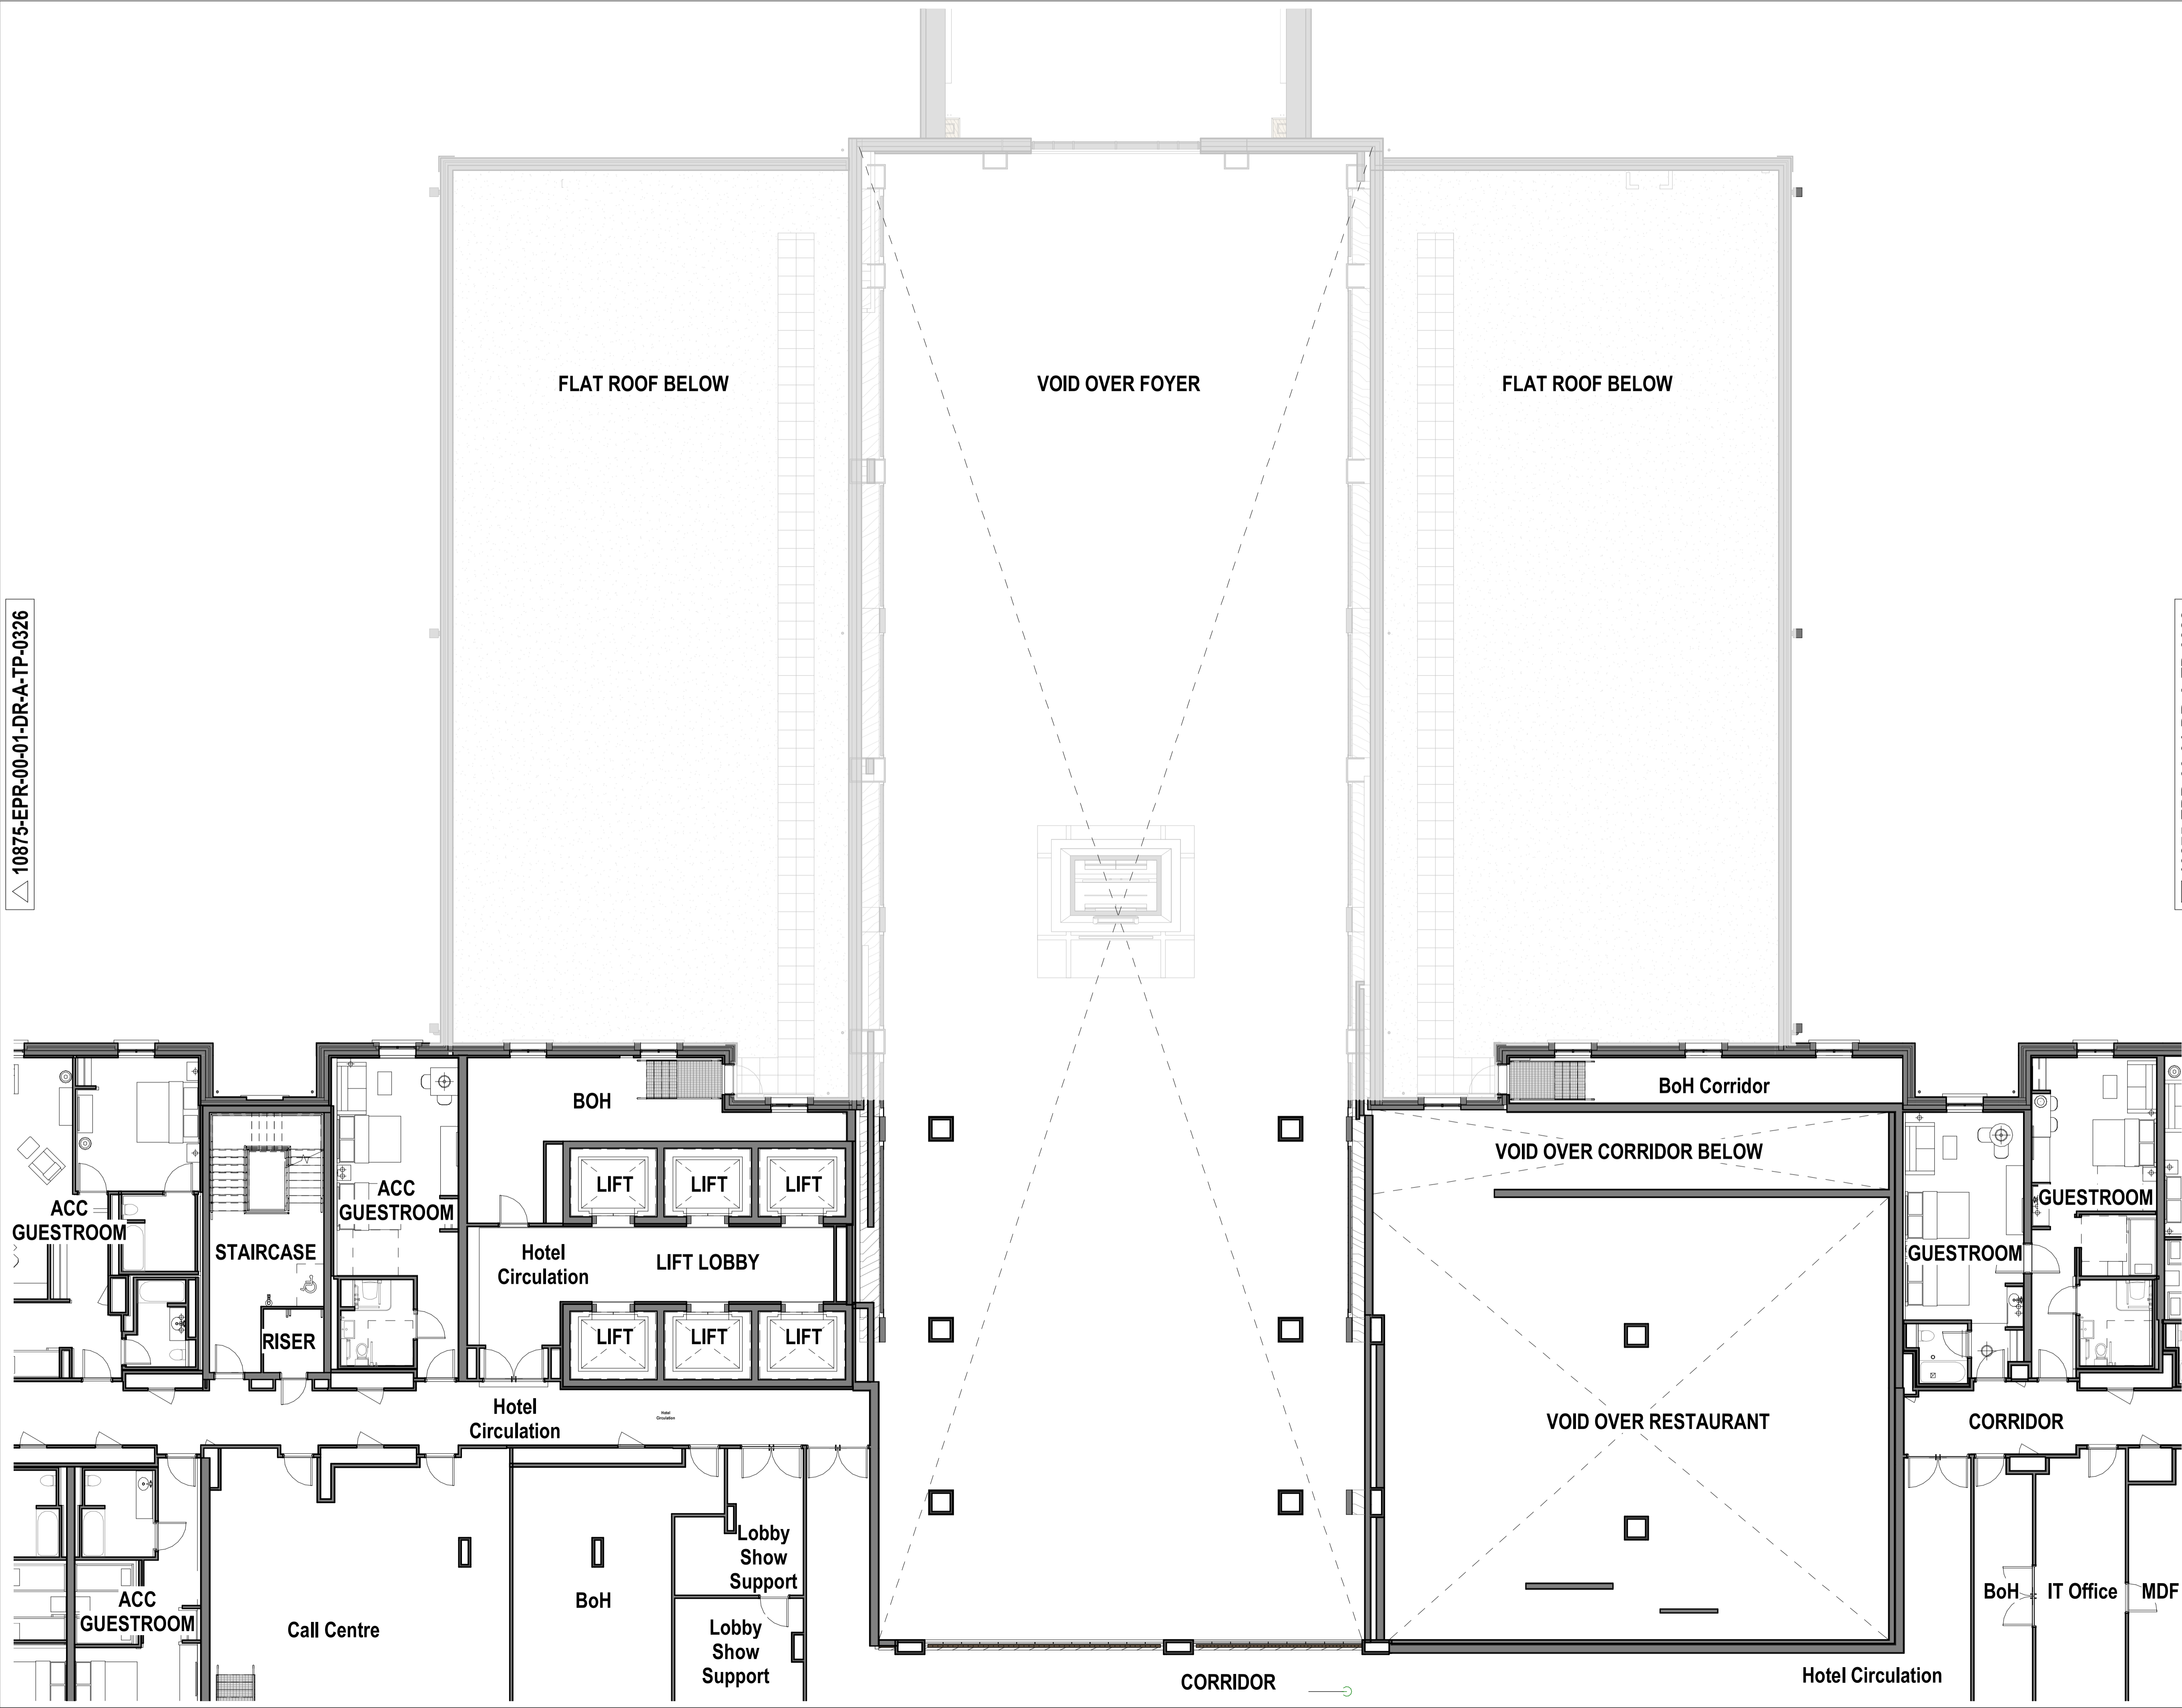 FLAT ROOF BELOW
VOID OVER FOYER
FLAT ROOF BELOW
10875-EPR-00-01-DR-A-TP-0326
BOH
BoH Corridor
VOID OVER CORRIDOR BELOW
LIFT
LIFT
LIFT
ACC
GUESTROOM
ACC
GUESTROOM
GUESTROOM
STAIRCASE
Hotel
Circulation
LIFT LOBBY
GUESTROOM
RISER
LIFT
LIFT
LIFT
Hotel
Circulation
Hotel
Circulation
VOID OVER RESTAURANT
CORRIDOR
Lobby
Show
Support
ACC
GUESTROOM
Call Centre
BoH
Lobby
Show
Support
BoH
IT Office
MDF
CORRIDOR
Hotel Circulation